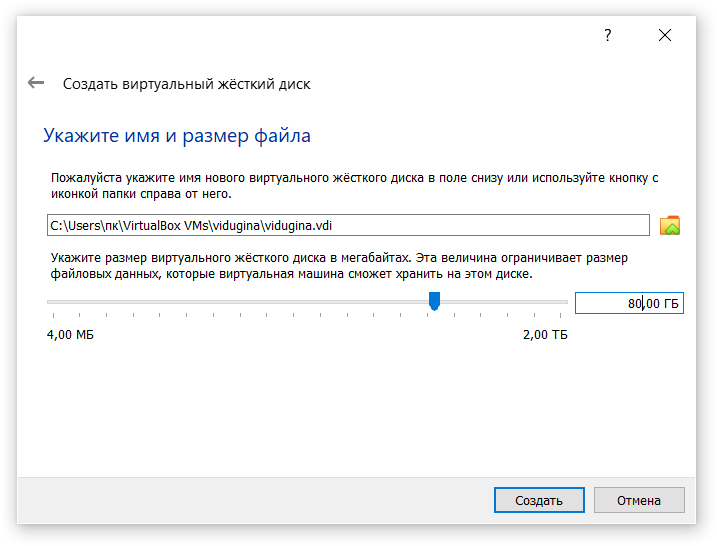 ?
Создать виртуальный жёсткий диск
Укажите имя и размер файла
Пожалуйста укажите имя нового виртуального жёсткого диска в поле снизу или используйте кнопку с
иконкой папки справа от него.
C:\Users\пк\VirtualBox VMs\vidugina\vidugina.vdi
Укажите размер виртуального жёсткого диска в мегабайтах. Эта величина ограничивает размер
файловых данных, которые виртуальная машина сможет хранить на этом диске.
80,00 ГБ
4,00 МБ 2,00 ТБ
Создать Отмена